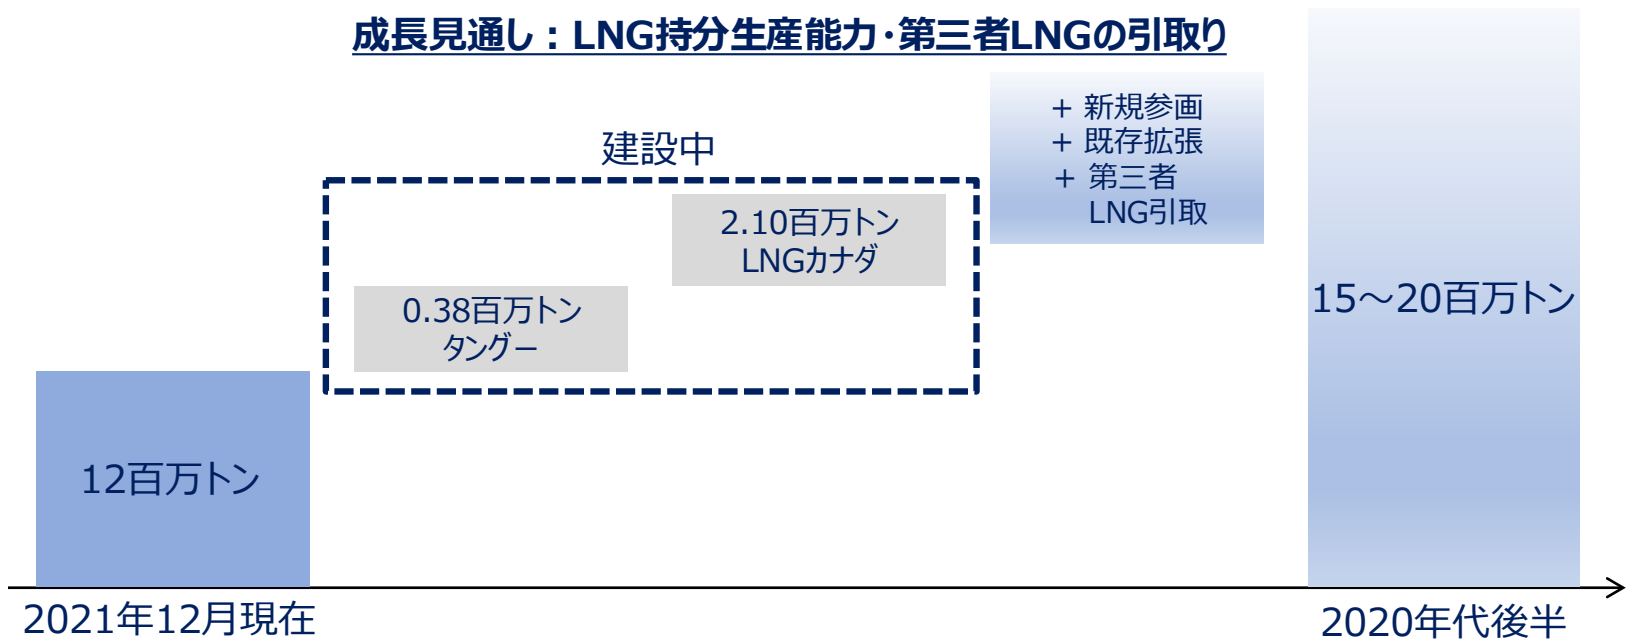 成長見通し：LNG持分生産能力・第三者LNGの引取り
+ 新規参画
+ 既存拡張
+ 第三者
LNG引取
建設中
2.10百万トン
LNGカナダ
0.38百万トン
タングー
15～20百万トン
12百万トン
2021年12月現在
2020年代後半